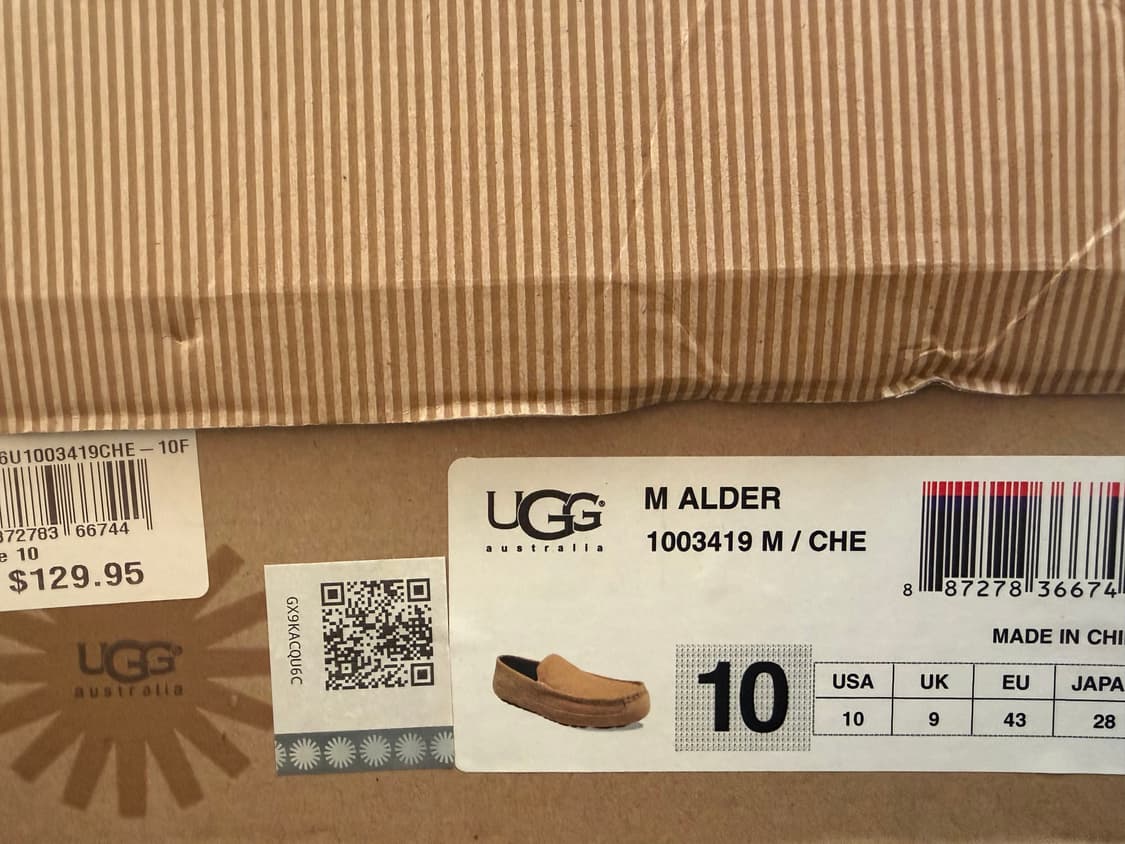 6U1003419CHE – 10F
872783 66744
e 10
$129.95
UGG®
australia
GX9KACQU6C
UGG®
australia
M ALDER
1003419 M / CHE
8 87278 36674
MADE IN CHI
10
USA UK EU JAPA
10 9 43 28